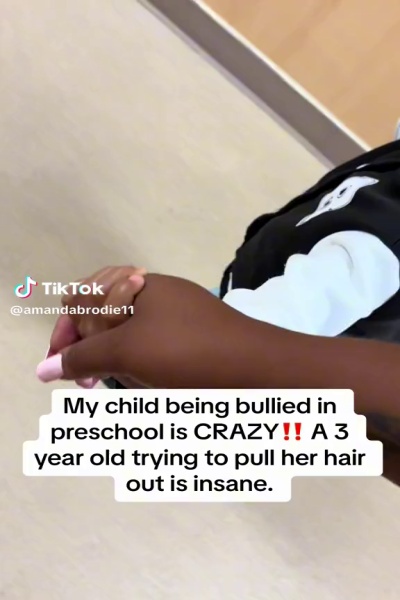 TikTok
@amandabrodie11
My child being bullied in
preschool is CRAZY‼️ A 3
year old trying to pull her hair
out is insane.